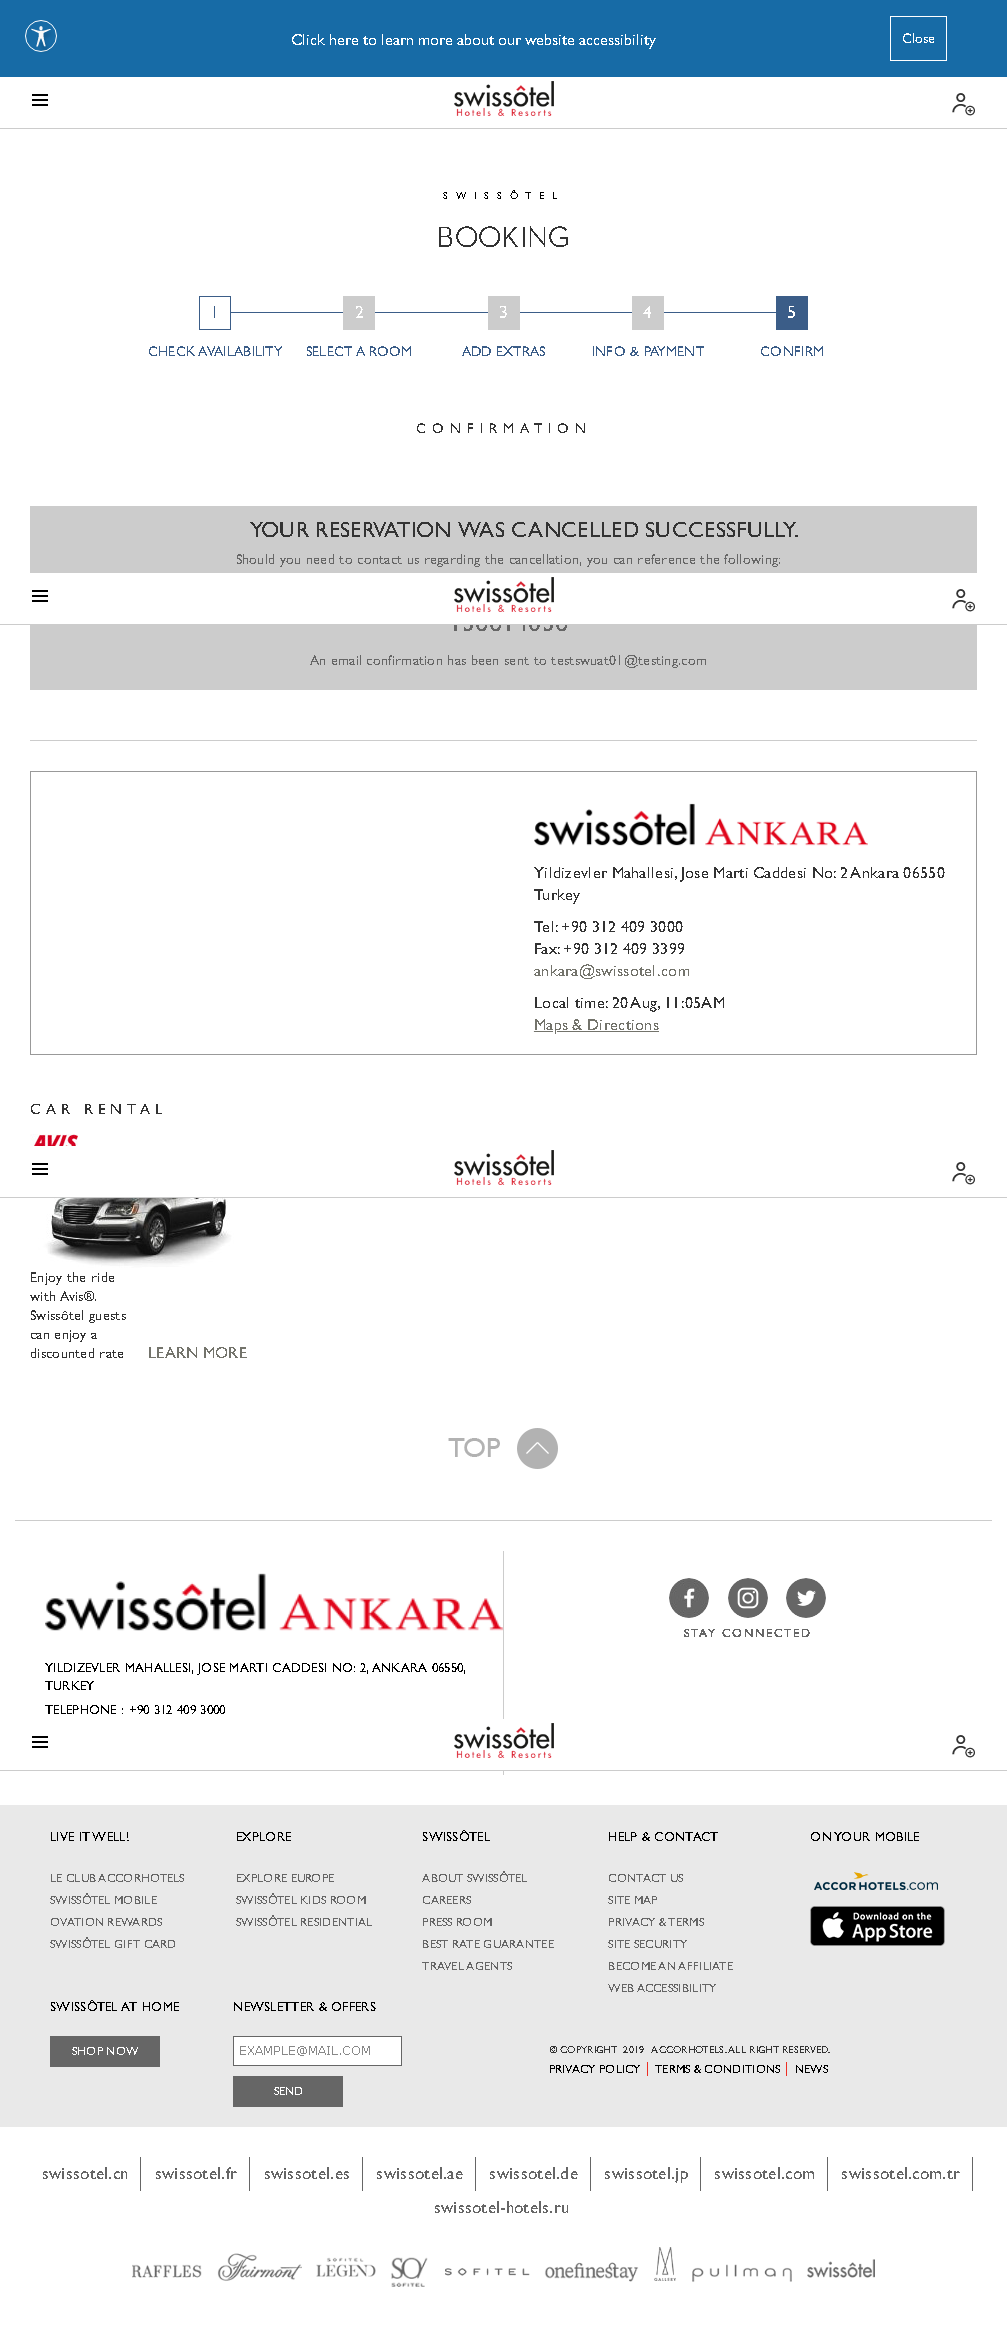 Click here to learn more about our website accessibility
Close
swissôtel
Hotels & Resorts
SWISSÔTEL
BOOKING
1 2 3 4 5
CHECK AVAILABILITY SELECT A ROOM ADD EXTRAS INFO & PAYMENT CONFIRM
CONFIRMATION
YOUR RESERVATION WAS CANCELLED SUCCESSFULLY.
Should you need to contact us regarding the cancellation, you can reference the following:
swissôtel
Hotels & Resorts
An email confirmation has been sent to testswuat01@testing.com
swissôtel ANKARA
Yildizevler Mahallesi, Jose Marti Caddesi No: 2 Ankara 06550
Turkey
Tel: +90 312 409 3000
Fax: +90 312 409 3399
ankara@swissotel.com
Local time: 20 Aug, 11:05AM
Maps & Directions
CAR RENTAL
AVIS
swissôtel
Hotels & Resorts
Enjoy the ride
with Avis®.
Swissôtel guests
can enjoy a
discounted rate
LEARN MORE
TOP
swissôtel ANKARA
STAY CONNECTED
YILDIZEVLER MAHALLESI, JOSE MARTI CADDESI NO: 2, ANKARA 06550,
TURKEY
TELEPHONE : +90 312 409 3000
swissôtel
Hotels & Resorts
LIVE IT WELL!
LE CLUB ACCORHOTELS
SWISSÔTEL MOBILE
OVATION REWARDS
SWISSÔTEL GIFT CARD
EXPLORE
EXPLORE EUROPE
SWISSÔTEL KIDS ROOM
SWISSÔTEL RESIDENTIAL
SWISSÔTEL
ABOUT SWISSÔTEL
CAREERS
PRESS ROOM
BEST RATE GUARANTEE
TRAVEL AGENTS
HELP & CONTACT
CONTACT US
SITE MAP
PRIVACY & TERMS
SITE SECURITY
BECOME AN AFFILIATE
WEB ACCESSIBILITY
ON YOUR MOBILE
ACCORHOTELS.com
Download on the
App Store
SWISSÔTEL AT HOME
SHOP NOW
NEWSLETTER & OFFERS
EXAMPLE@MAIL.COM
SEND
© COPYRIGHT 2019 ACCORHOTELS. ALL RIGHT RESERVED.
PRIVACY POLICY | TERMS & CONDITIONS | NEWS
swissotel.cn | swissotel.fr | swissotel.es | swissotel.ae | swissotel.de | swissotel.jp | swissotel.com | swissotel.com.tr |
swissotel-hotels.ru
RAFFLES Fairmont SOFITEL LEGEND SO/ SOFITEL SOFITEL onefinestay M GALLERY pullman swissôtel